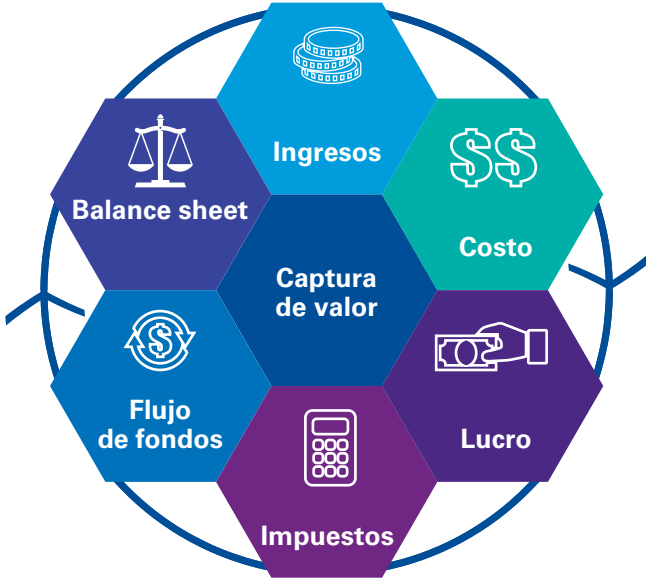 Ingresos
Balance sheet
$$
Costo
Captura
de valor
$
Flujo
de fondos
Lucro
Impuestos